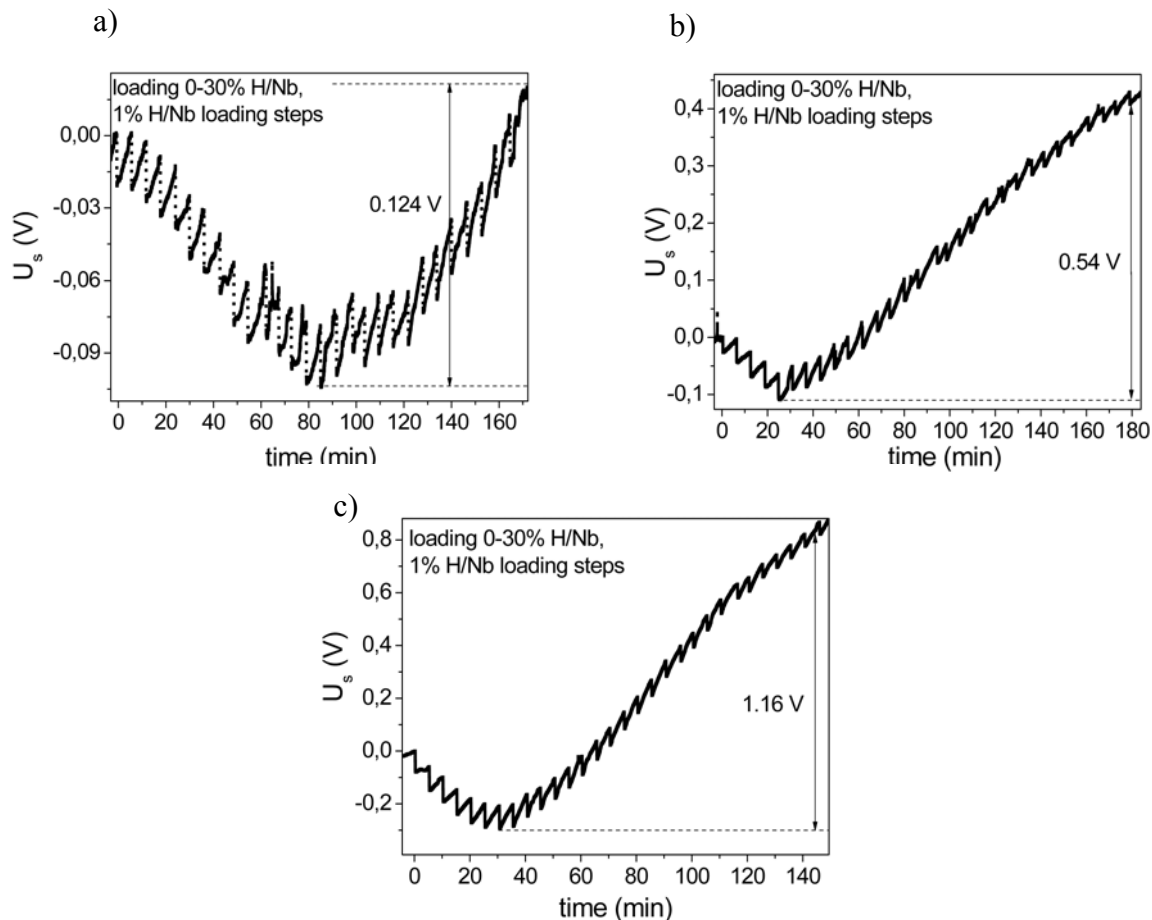 a)
loading 0-30% H/Nb,
1% H/Nb loading steps
0,00
-0,03
-0,06
-0,09
U_s (V)
0.124 V
0 20 40 60 80 100 120 140 160
time (min)
b)
loading 0-30% H/Nb,
1% H/Nb loading steps
0,4
0,3
0,2
0,1
0,0
-0,1
U_s (V)
0.54 V
0 20 40 60 80 100 120 140 160 180
time (min)
c)
loading 0-30% H/Nb,
1% H/Nb loading steps
0,8
0,6
0,4
0,2
0,0
-0,2
U_s (V)
1.16 V
0 20 40 60 80 100 120 140
time (min)